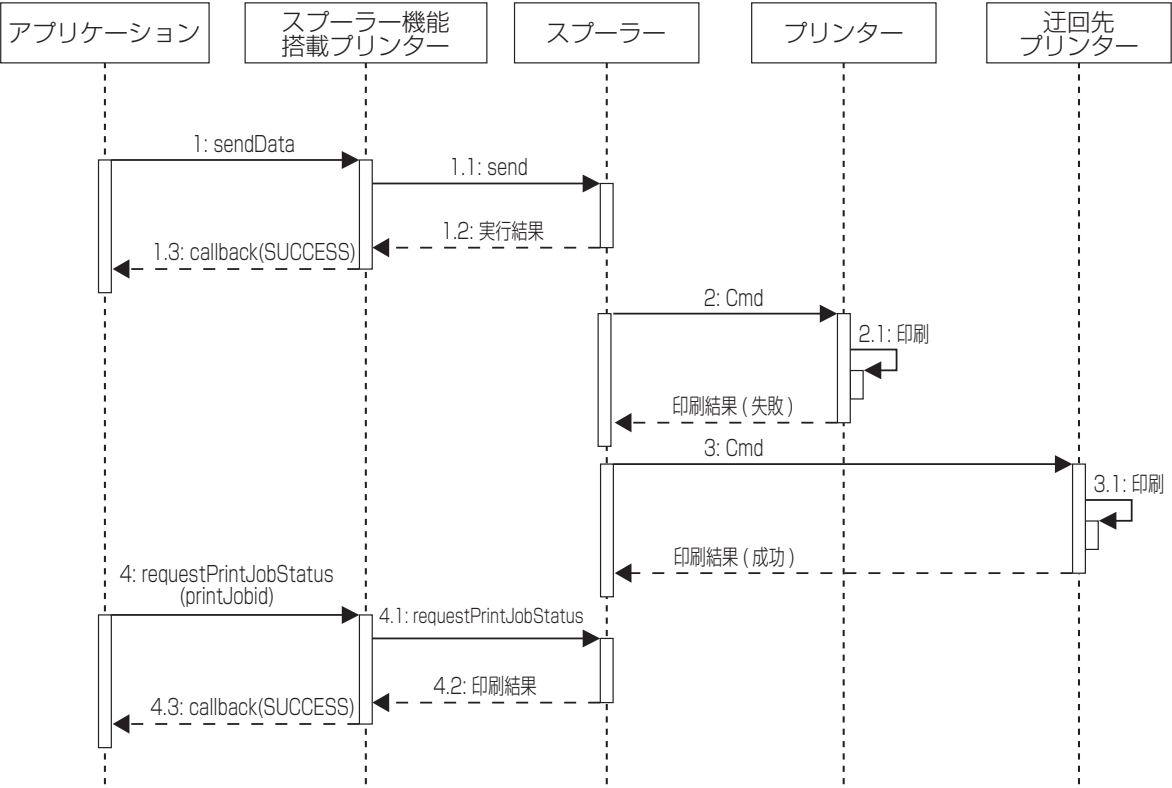 アプリケーション
スプーラー機能
搭載プリンター
スプーラー
プリンター
迂回先
プリンター
1: sendData
1.1: send
1.2: 実行結果
1.3: callback(SUCCESS)
2: Cmd
2.1: 印刷
印刷結果 ( 失敗 )
3: Cmd
3.1: 印刷
印刷結果 ( 成功 )
4: requestPrintJobStatus
(printJobid)
4.1: requestPrintJobStatus
4.2: 印刷結果
4.3: callback(SUCCESS)